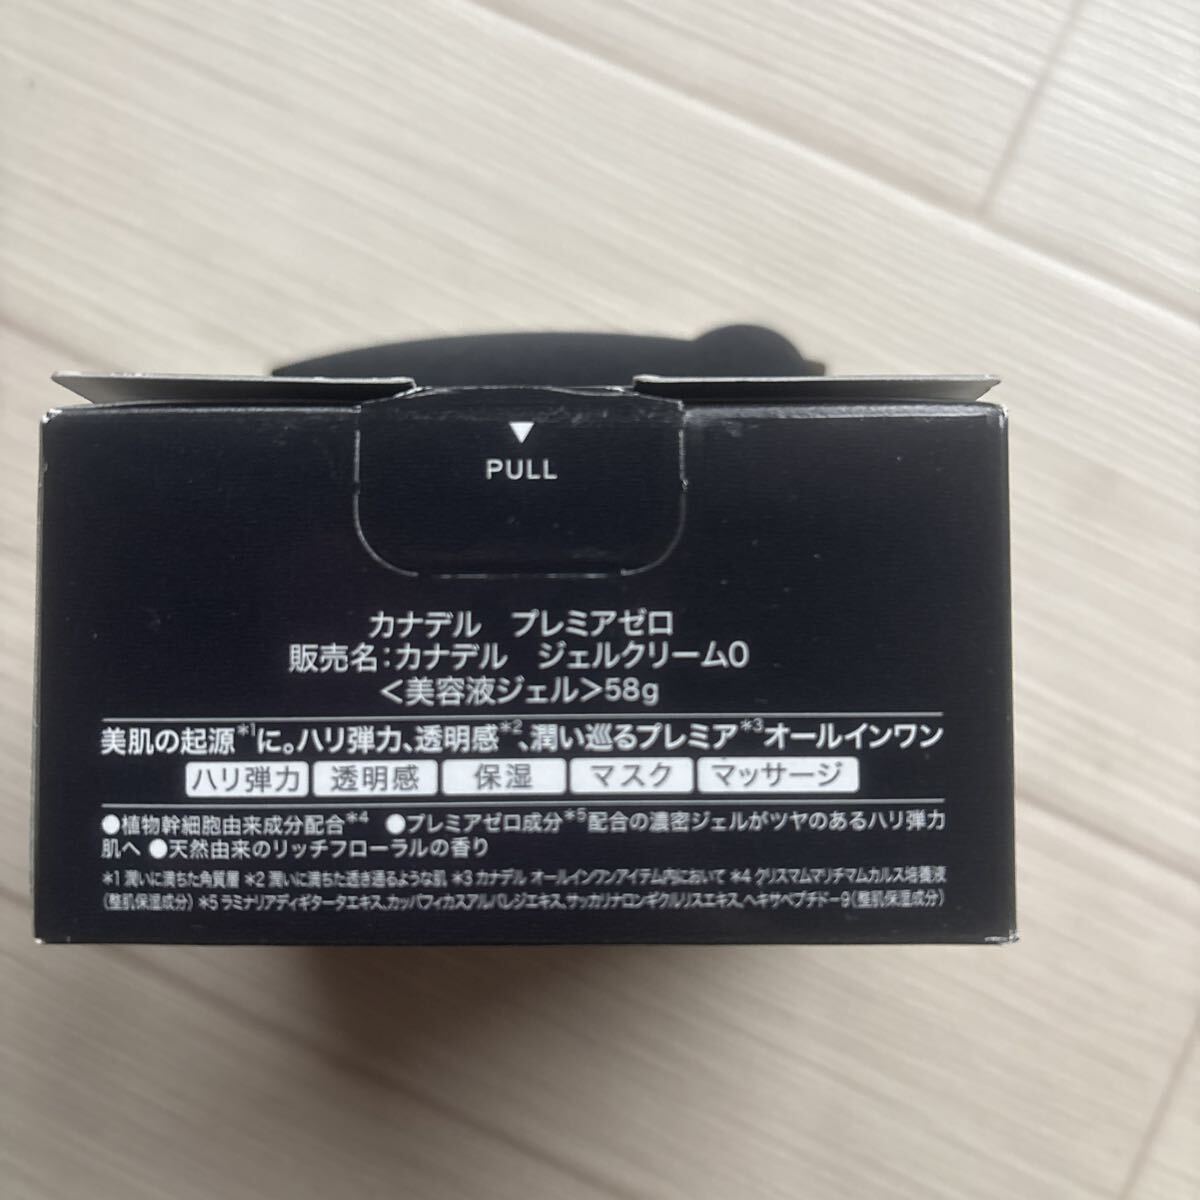 ▼
PULL
カナデル　プレミアゼロ
販売名：カナデル　ジェルクリーム0
＜美容液ジェル＞58g
美肌の起源*1に。ハリ弾力、透明感*2、潤い巡るプレミア*3オールインワン
ハリ弾力 透明感 保湿 マスク マッサージ
●植物幹細胞由来成分配合*4 ●プレミアゼロ成分*5配合の濃密ジェルがツヤのあるハリ弾力
肌へ ●天然由来のリッチフローラルの香り
*1 潤いに満ちた角質層 *2 潤いに満ちた透き通るような肌 *3 カナデル オールインワンアイテム内において *4 クリスマムマリチマムカルス培養液
（整肌保湿成分） *5 ラミナリアディギタータエキス、カッパフィカスアルバレジエキス、サッカリナロンギクルリスエキス、ヘキサペプチド-9（整肌保湿成分）